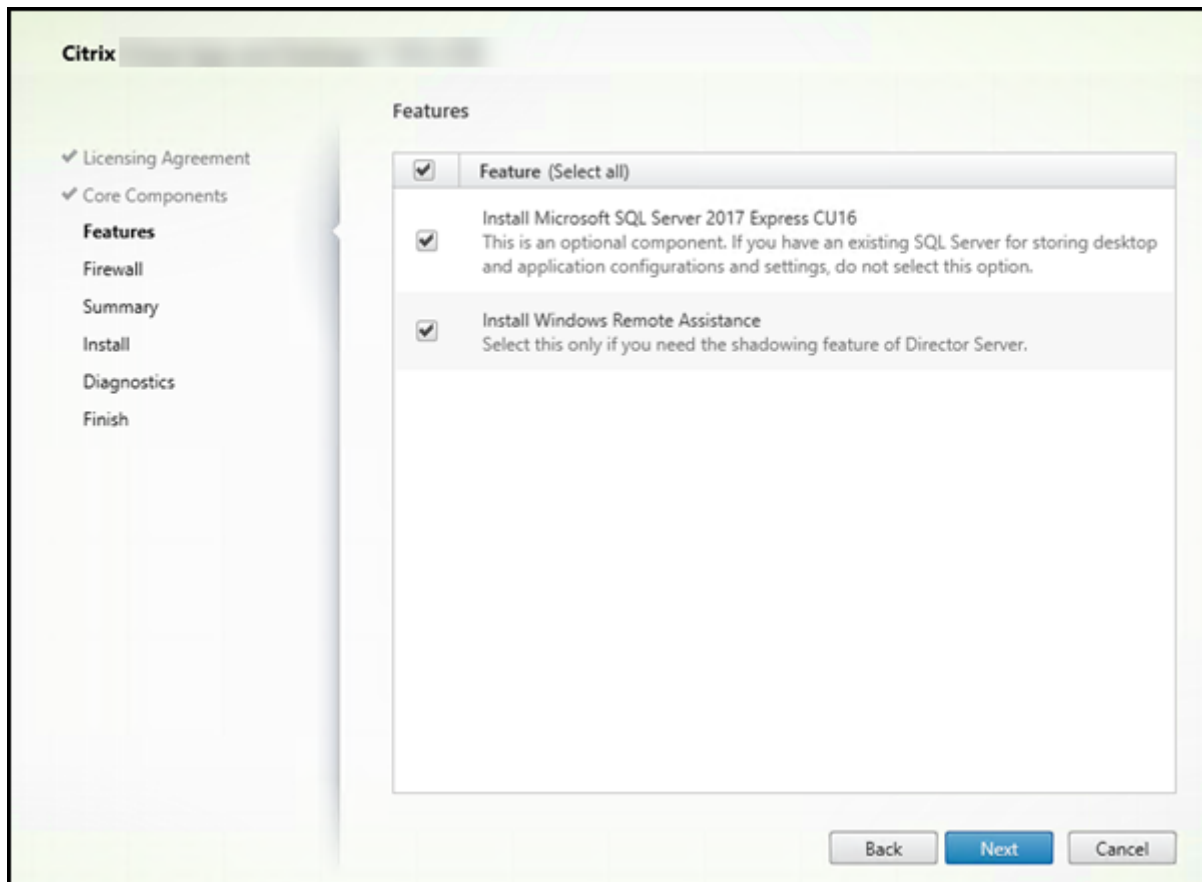 Citrix
Features
Licensing Agreement
Core Components
Features
Firewall
Summary
Install
Diagnostics
Finish
Feature (Select all)
Install Microsoft SQL Server 2017 Express CU16
This is an optional component. If you have an existing SQL Server for storing desktop
and application configurations and settings, do not select this option.
Install Windows Remote Assistance
Select this only if you need the shadowing feature of Director Server.
Back
Next
Cancel